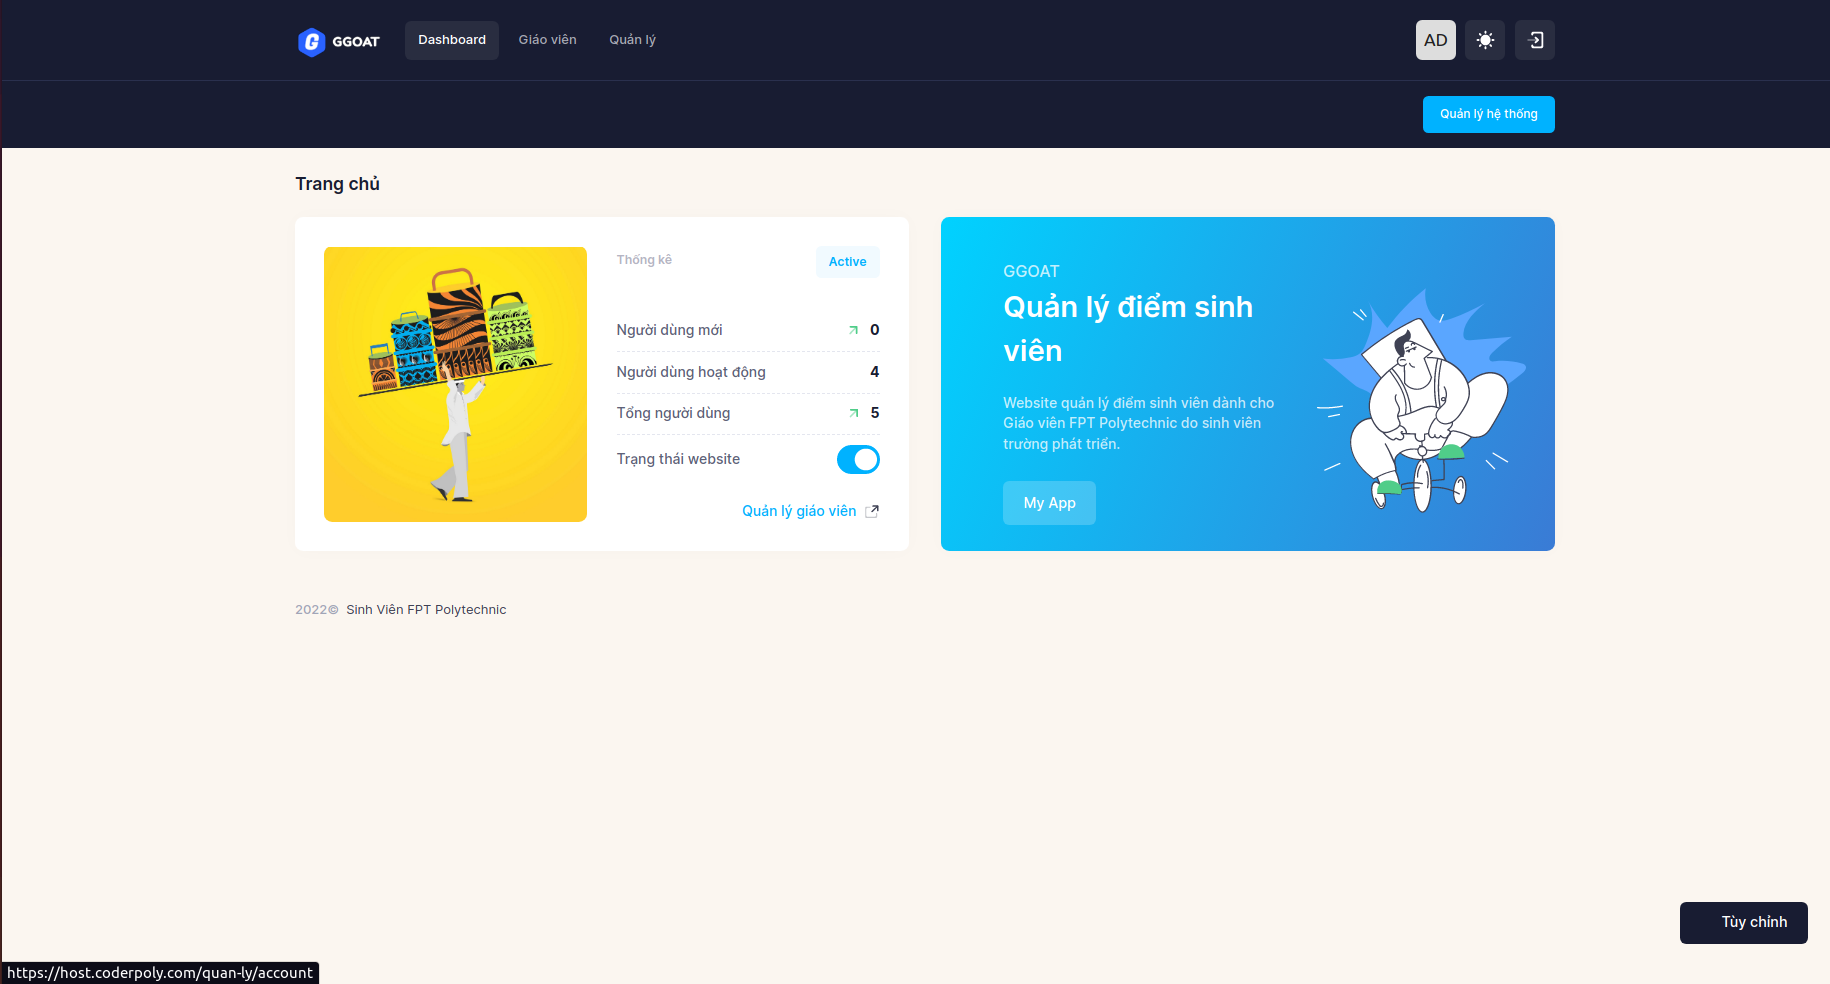 GGOAT
Dashboard
Giáo viên
Quản lý
AD
Quản lý hệ thống
Trang chủ
Thống kê
Active
Người dùng mới 0
Người dùng hoạt động 4
Tổng người dùng 5
Trạng thái website
Quản lý giáo viên
GGOAT
Quản lý điểm sinh
viên
Website quản lý điểm sinh viên dành cho
Giáo viên FPT Polytechnic do sinh viên
trường phát triển.
My App
2022© Sinh Viên FPT Polytechnic
Tùy chỉnh
https://host.coderpoly.com/quan-ly/account